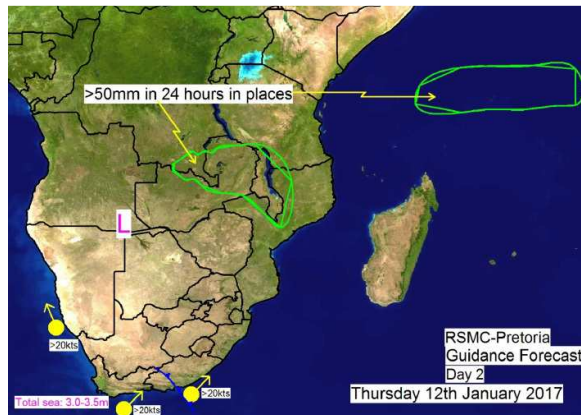 >50mm in 24 hours in places
L
>20kts
>20kts
>20kts
Total sea: 3.0-3.5m
RSMC-Pretoria
Guidance Forecast
Day 2
Thursday 12th January 2017